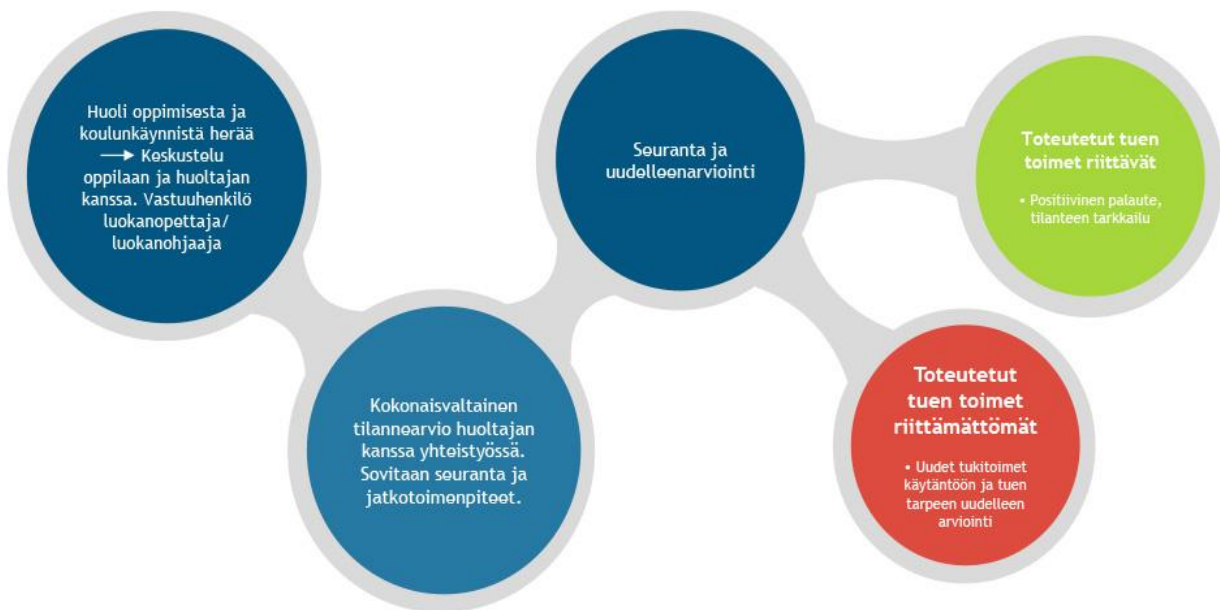 Huoli oppimisesta ja
koulunkäynnistä herää
→ Keskustelu
oppilaan ja huoltajan
kanssa. Vastuuhenkilö
luokanopettaja/
luokanohjaaja
Kokonaisvaltainen
tilannearvio huoltajan
kanssa yhteistyössä.
Sovitaan seuranta ja
jatkotoimenpiteet.
Seuranta ja
uudelleenarviointi
Toteutetut tuen
toimet riittävät
• Positiivinen palaute,
tilanteen tarkkailu
Toteutetut
tuen toimet
riittämättömät
• Uudet tukitoimet
käytäntöön ja tuen
tarpeen uudelleen
arviointi